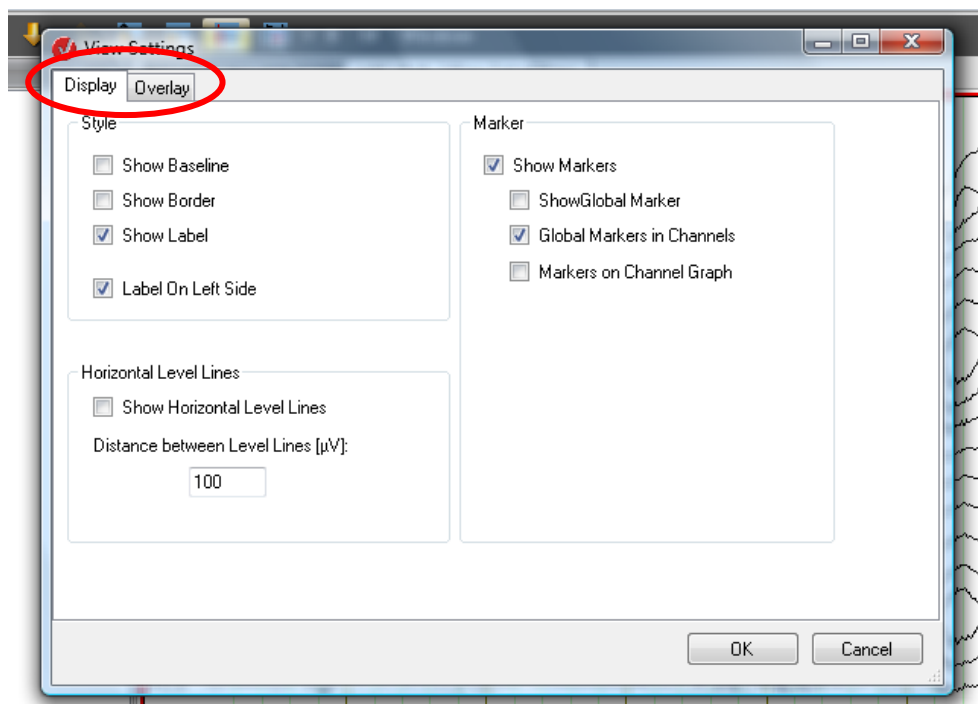 View Settings
Display Overlay
Style
Show Baseline
Show Border
Show Label
Label On Left Side
Horizontal Level Lines
Show Horizontal Level Lines
Distance between Level Lines [µV]:
100
Marker
Show Markers
ShowGlobal Marker
Global Markers in Channels
Markers on Channel Graph
OK Cancel